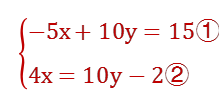 −5x + 10y = 15①
4x = 10y − 2②